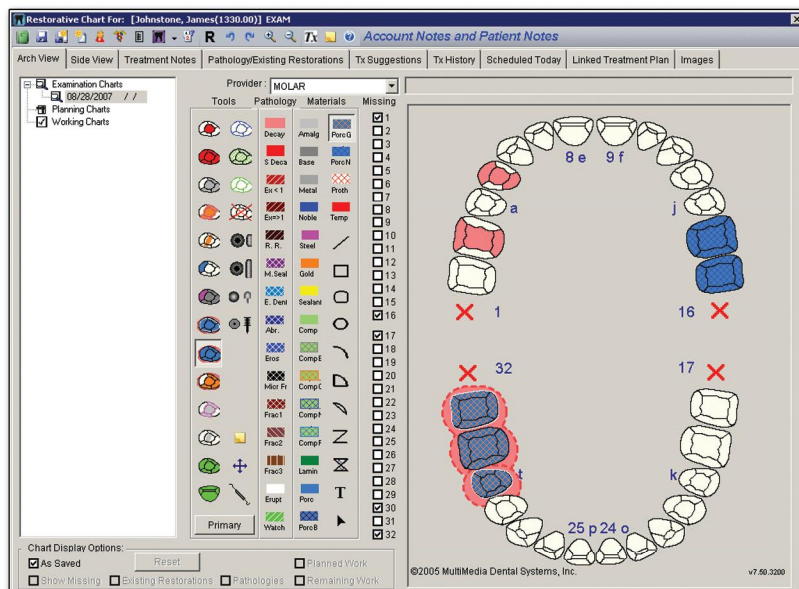 Restorative Chart For: [Johnstone, James(1330.00)] EXAM
R Tx Account Notes and Patient Notes
Arch View Side View Treatment Notes Pathology/Existing Restorations Tx Suggestions Tx History Scheduled Today Linked Treatment Plan Images
Examination Charts
08/28/2007 / /
Planning Charts
Working Charts
Provider: MOLAR
Tools Pathology Materials Missing
Decay Amalg PorcG
S Deca Base PorcN
Ex < 1 Metal Proth
Ex=>1 Noble Temp
R. R. Steel
M.Seal Gold
E. Dent Sealant
Abr. Comp
Eros CompE
Micr Fr
Frac1
Frac2 CompF
Frac3 Lamin T
Erupt Porc
Watch PorcB
Primary
1
2
3
4
5
6
7
8
9
10
11
12
13
14
15
16
17
18
19
20
21
22
23
24
25
26
27
28
29
30
31
32
8 e 9 f
a j
1 16
32 17
t k
25 p 24 o
©2005 MultiMedia Dental Systems, Inc. v7.50.3200
Chart Display Options:
As Saved Reset Planned Work
Show Missing Existing Restorations Pathologies Remaining Work